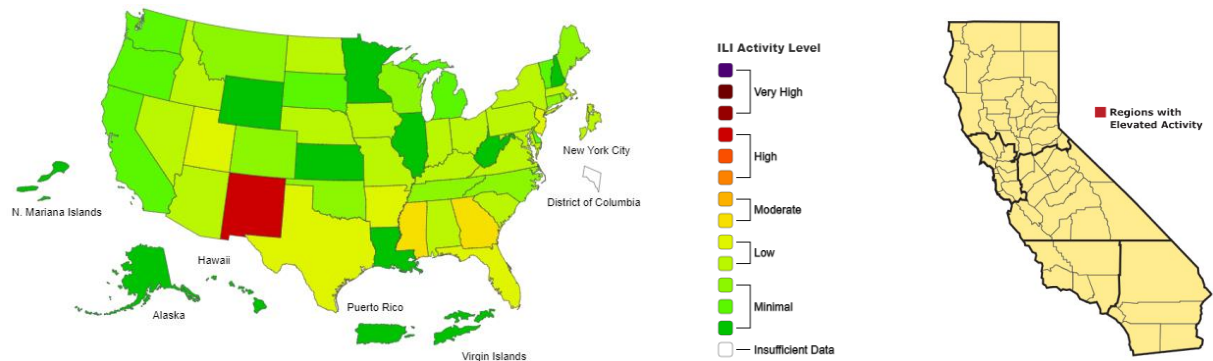 New York City
District of Columbia
N. Mariana Islands
Hawaii
Alaska
Puerto Rico
Virgin Islands
ILI Activity Level
Very High
High
Moderate
Low
Minimal
Insufficient Data
Regions with
Elevated Activity